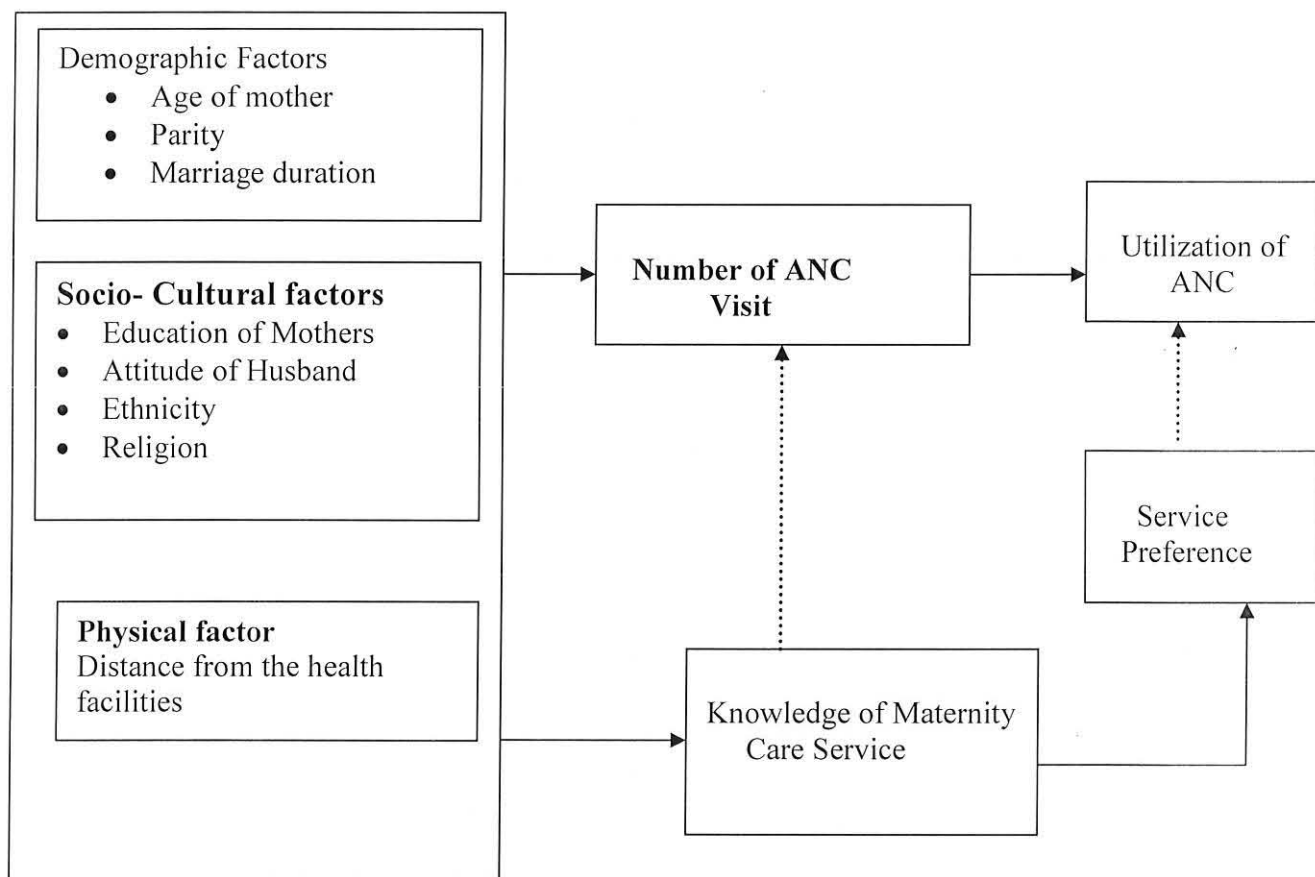 Demographic Factors
• Age of mother
• Parity
• Marriage duration
Socio- Cultural factors
• Education of Mothers
• Attitude of Husband
• Ethnicity
• Religion
Physical factor
Distance from the health
facilities
Number of ANC
Visit
Knowledge of Maternity
Care Service
Utilization of
ANC
Service
Preference